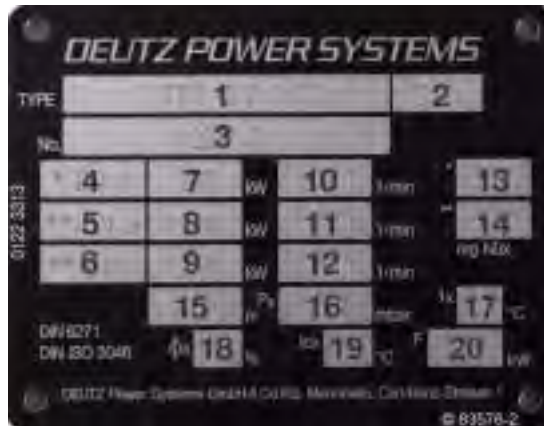 DEUTZ POWER SYSTEMS
TYPE 1 2
No. 3
4 7 kW 10 1/min 13
5 8 kW 11 1/min 14
6 9 kW 12 1/min
mg Nox
0122 3313
15 m Pa 16 mbar 17 °C
DIN 6271
DIN ISO 3046
18 % 19 °C F 20 kW
DEUTZ Power Systems GmbH & Co KG, Mannheim, Carl-Benz-Strasse 1
© 83576-2